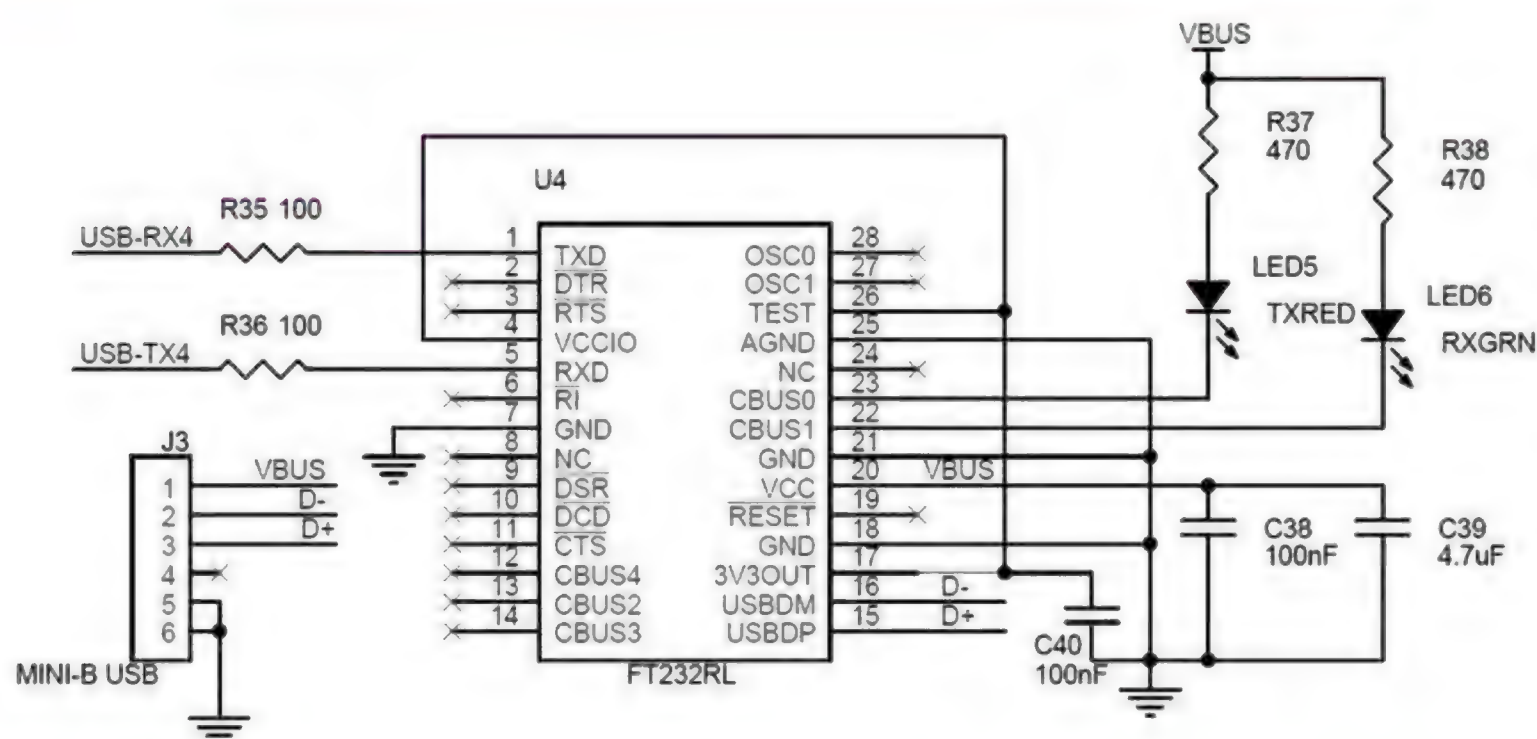 VBUS
R37
470
R38
470
U4
R35 100
USB-RX4
R36 100
USB-TX4
1 TXD
2 DTR
3 RTS
4 VCCIO
5 RXD
6 RI
7 GND
8 NC
9 DSR
10 DCD
11 CTS
12 CBUS4
13 CBUS2
14 CBUS3
OSC0 28
OSC1 27
TEST 26
AGND 25
NC 24
CBUS0 23
CBUS1 22
GND 21
VCC 20 VBUS
RESET 19
GND 18
3V3OUT 17
USBDM 16 D-
USBDP 15 D+
FT232RL
LED5
TXRED
LED6
RXGRN
J3
1 VBUS
2 D-
3 D+
4
5
6
MINI-B USB
C38
100nF
C39
4.7uF
C40
100nF